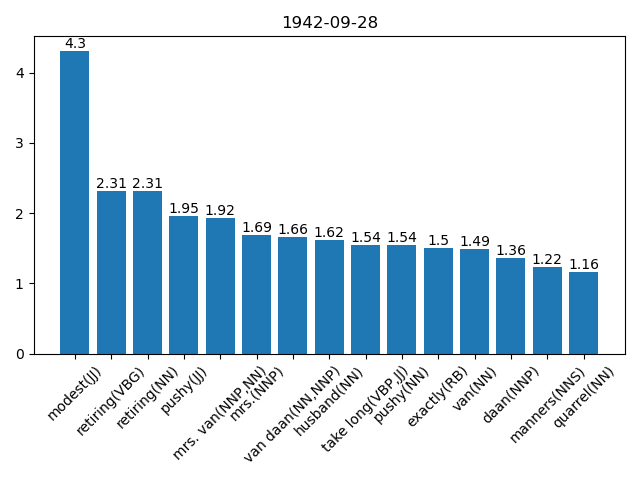 1942-09-28
4.3
2.31
2.31
1.95
1.92
1.69
1.66
1.62
1.54
1.54
1.5
1.49
1.36
1.22
1.16
4
3
2
1
0
modest(JJ)
retiring(VBG)
retiring(NN)
pushy(JJ)
mrs. van(NNP,NN)
mrs.(NNP)
van daan(NN,NNP)
husband(NN)
take long(VBP,JJ)
pushy(NN)
exactly(RB)
van(NN)
daan(NNP)
manners(NNS)
quarrel(NN)